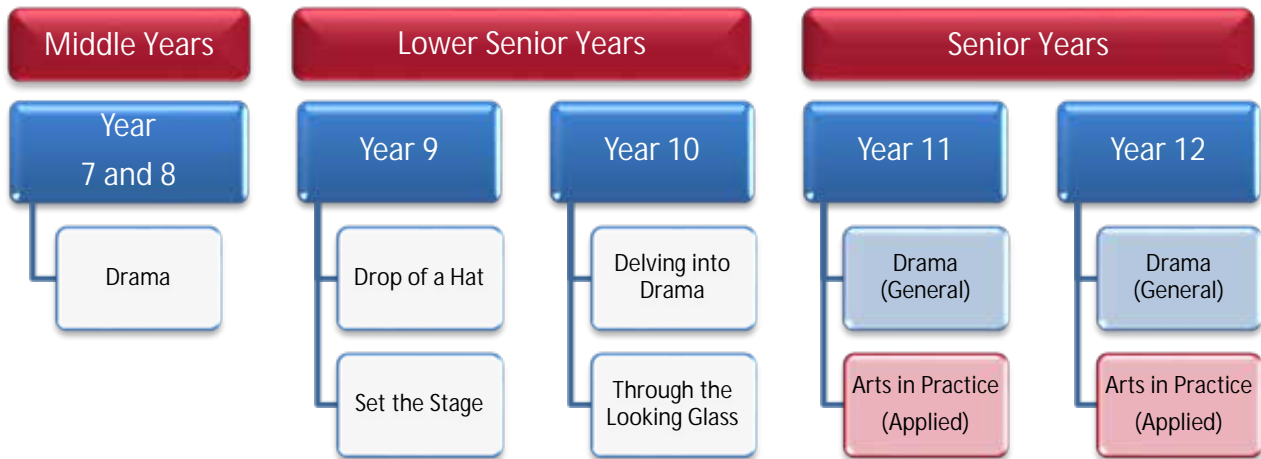 Middle Years
Lower Senior Years
Senior Years
Year
7 and 8
Year 9
Year 10
Year 11
Year 12
Drama
Drop of a Hat
Delving into
Drama
Drama
(General)
Drama
(General)
Set the Stage
Through the
Looking Glass
Arts in Practice
(Applied)
Arts in Practice
(Applied)